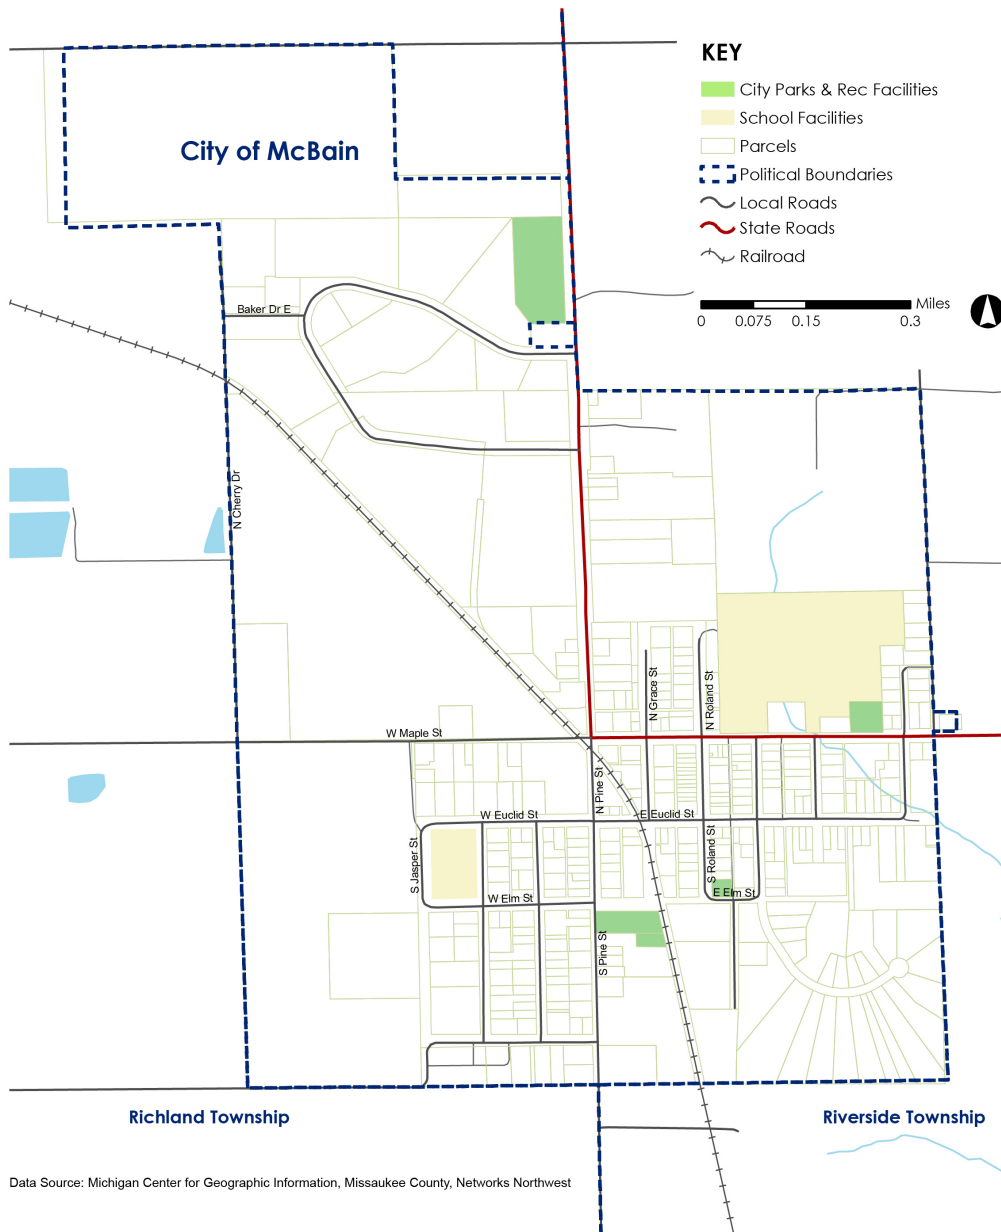 KEY
City Parks & Rec Facilities
School Facilities
Parcels
Political Boundaries
Local Roads
State Roads
Railroad
Miles
0 0.075 0.15 0.3
City of McBain
Baker Dr E
N Cherry Dr
N Grace St
N Roland St
W Maple St
N Pine St
W Euclid St
E Euclid St
S Jasper St
S Roland St
W Elm St
E Elm St
S Pine St
Richland Township
Riverside Township
Data Source: Michigan Center for Geographic Information, Missaukee County, Networks Northwest